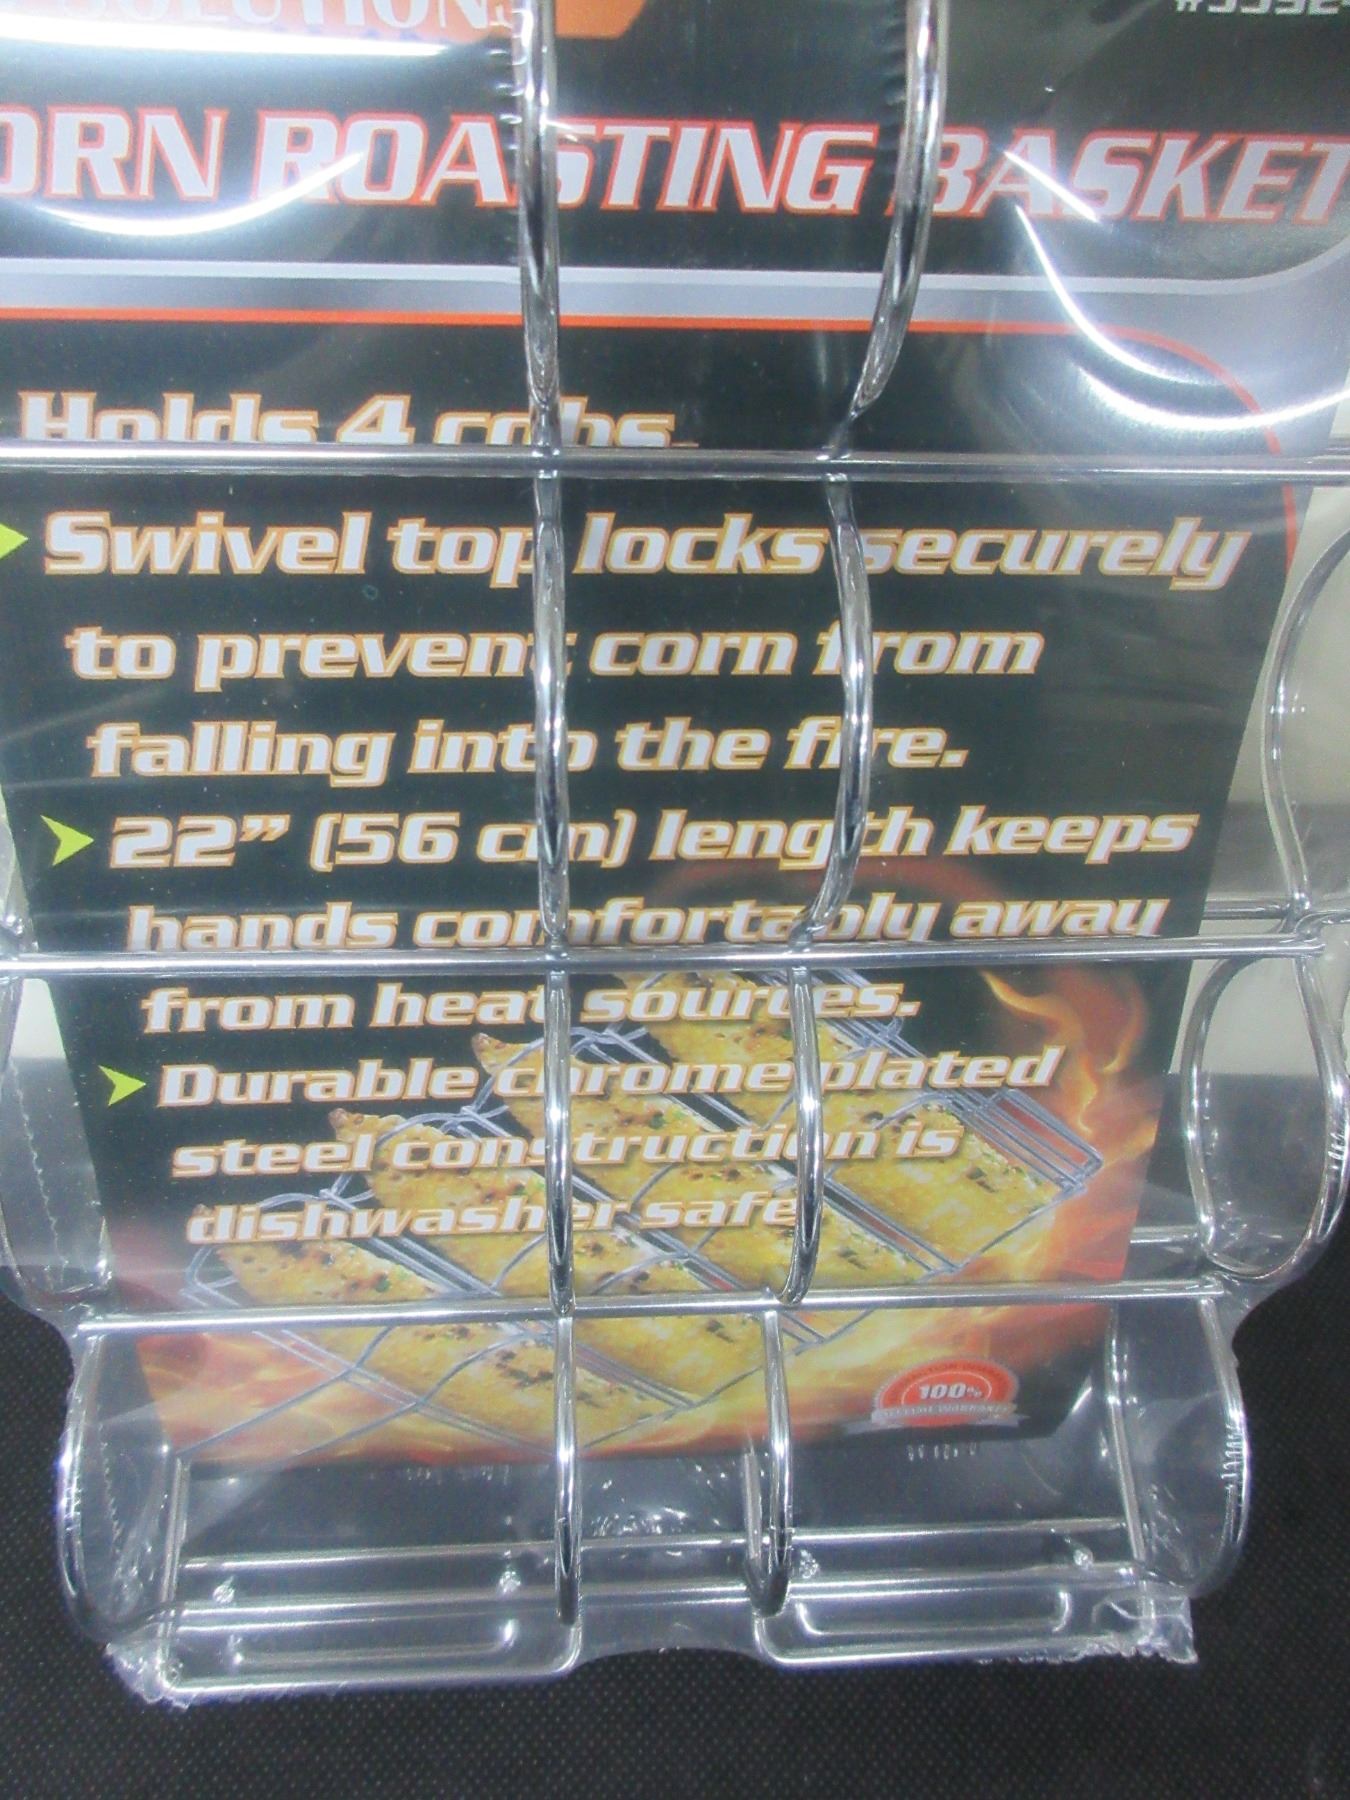 SOLUTION
ORN ROASTING BASKET
Holds 4 cobs.
Swivel top locks securely
to prevent corn from
falling into the fire.
22” (56 cm) length keeps
hands comfortably away
from heat sources.
Durable chrome plated
steel construction is
dishwasher safe
100%